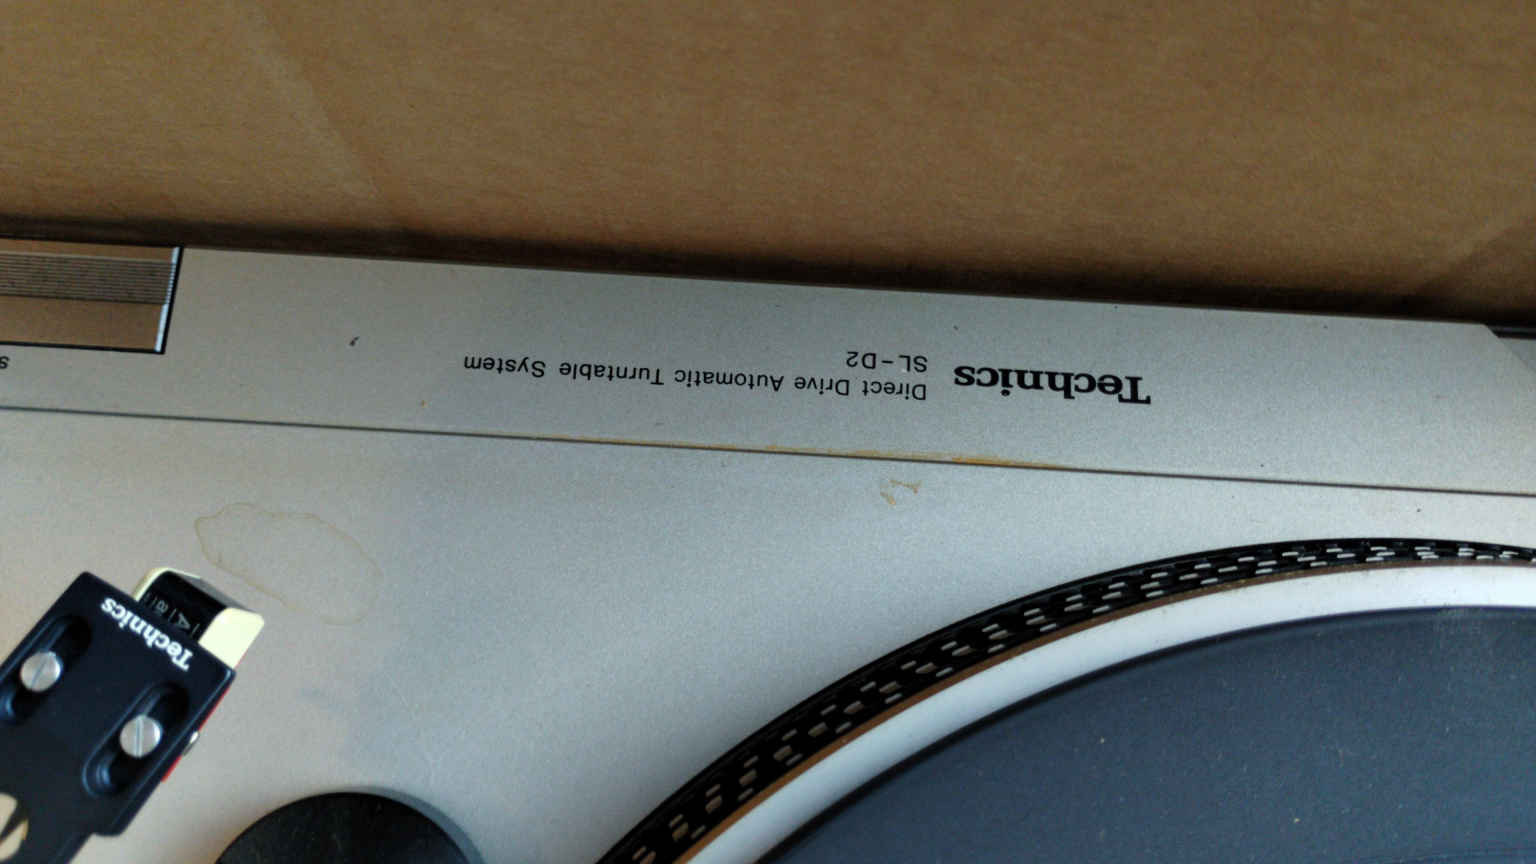 Technics
Direct Drive Automatic Turntable System
SL-D2
Technics